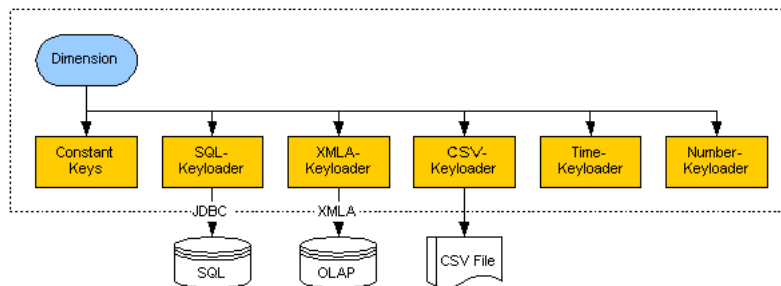 Dimension
Constant
Keys
SQL-
Keyloader
XMLA-
Keyloader
CSV-
Keyloader
Time-
Keyloader
Number-
Keyloader
JDBC
XMLA
SQL
OLAP
CSV File